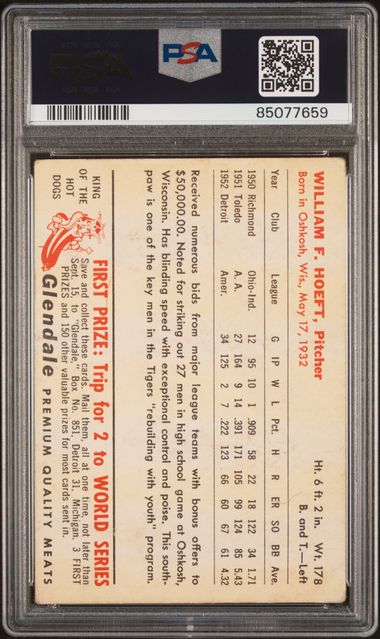 PSA
85077659
WILLIAM F. HOEFT, Pitcher Ht. 6 ft. 2 in. Wt. 178
Born in Oshkosh, Wis., May 17, 1932 B. and T.—Left
Year Club League G IP W L Pct. H R ER SO BB Ave.
1950 Richmond Ohio-Ind. 12 95 10 1 .909 58 22 18 122 34 1.71
1951 Toledo A. A. 27 164 9 14 .391 171 105 99 124 85 5.43
1952 Detroit Amer. 34 125 2 7 .222 123 66 60 67 61 4.32
Received numerous bids from major league teams with bonus offers to
$50,000.00. Noted for striking out 27 men in high school game at Oshkosh,
Wisconsin. Has blinding speed with exceptional control and poise. This south-
paw is one of the key men in the Tigers "rebuilding with youth" program.
KING
OF THE
HOT
DOGS
FIRST PRIZE: Trip for 2 to WORLD SERIES
Save and collect these cards. Mail them, all at one time, not later than
Sept. 15, to "Glendale," Box No. 851, Detroit 31, Michigan. 3 FIRST
PRIZES and 150 other valuable prizes for most cards sent in.
Glendale PREMIUM QUALITY MEATS